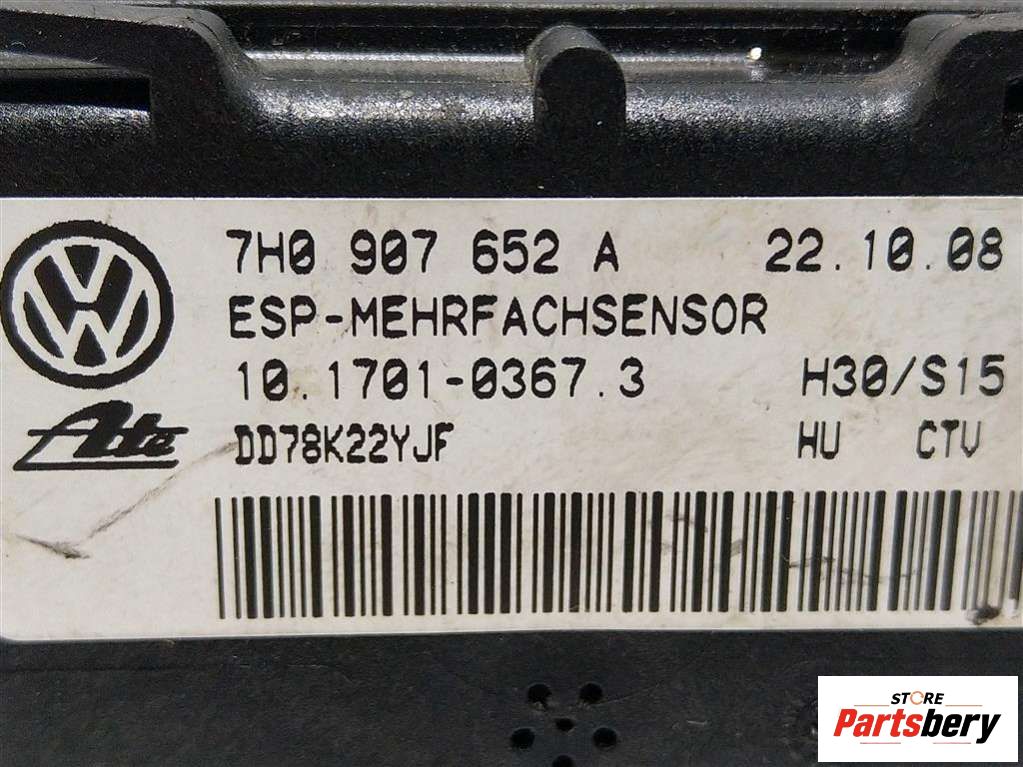 7H0 907 652 A 22.10.08
ESP-MEHRFACHSENSOR
10.1701-0367.3 H30/S15
Ate DD78K22YJF HU CTV
STORE
Partsbery